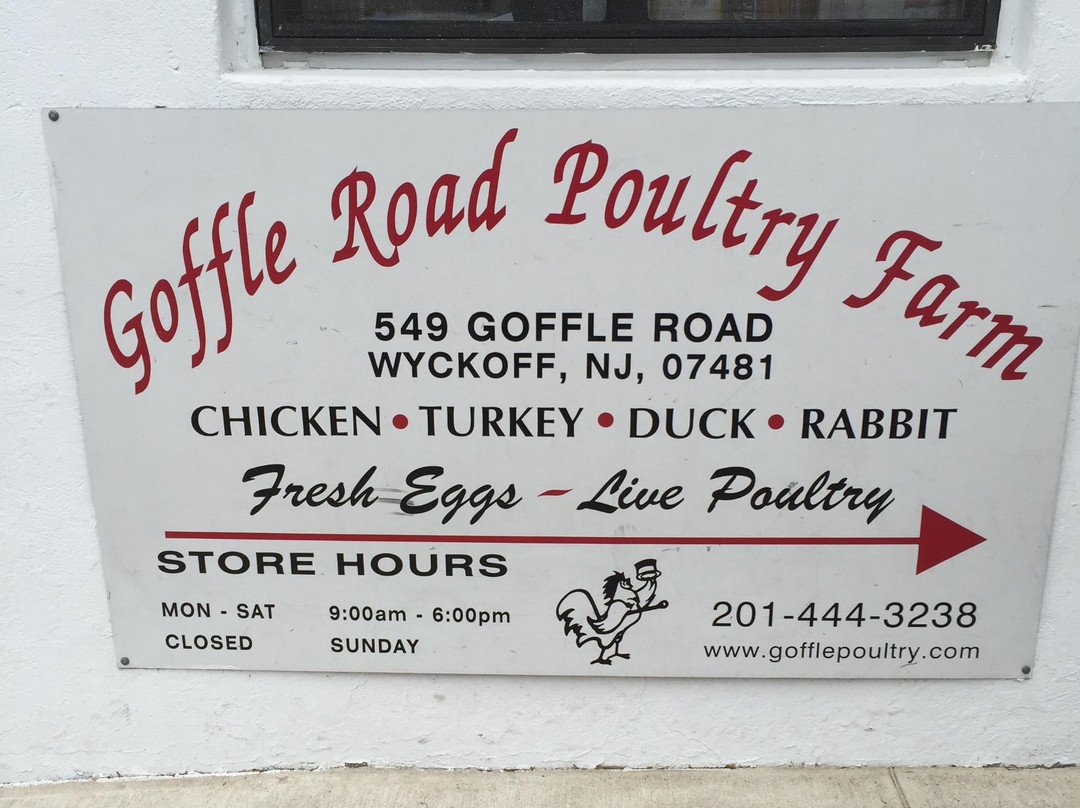 Goffle Road Poultry Farm
549 GOFFLE ROAD
WYCKOFF, NJ, 07481
CHICKEN • TURKEY • DUCK • RABBIT
Fresh Eggs - Live Poultry
STORE HOURS
MON - SAT 9:00am - 6:00pm
CLOSED SUNDAY
201-444-3238
www.gofflepoultry.com